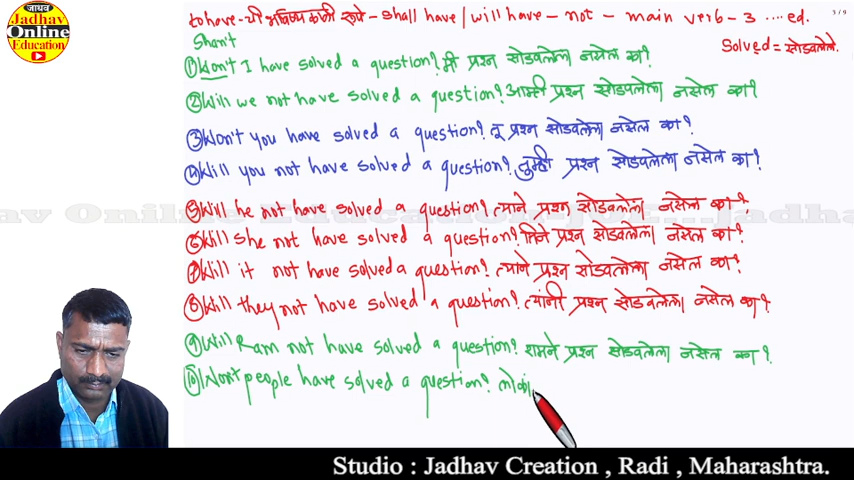 जाधव
Jadhav
Online
Education
to have - ची भविष्यकाळी रूपे - shall have / will have - not - main verb - 3 .... ed.
3/9
Shan't
Solved = सोडवलेले.
① Won't I have solved a question? मी प्रश्न सोडवलेला नसेल का?
② Will we not have solved a question? आम्ही प्रश्न सोडवलेला नसेल का?
③ Won't you have solved a question? तू प्रश्न सोडवलेला नसेल का?
④ Will you not have solved a question? तुम्ही प्रश्न सोडवलेला नसेल का?
⑤ Will he not have solved a question? त्याने प्रश्न सोडवलेला नसेल का?
⑥ Will she not have solved a question? तिने प्रश्न सोडवलेला नसेल का?
⑦ Will it not have solved a question? त्याने प्रश्न सोडवलेला नसेल का?
⑧ Will they not have solved a question? त्यांनी प्रश्न सोडवलेला नसेल का?
⑨ Will Ram not have solved a question? रामने प्रश्न सोडवलेला नसेल का?
⑩ Won't people have solved a question? लोकां
Studio : Jadhav Creation , Radi , Maharashtra.